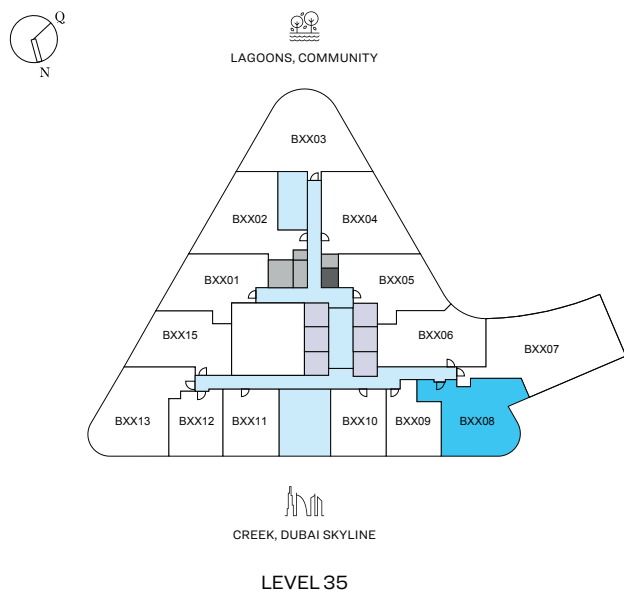 Q
N
LAGOONS, COMMUNITY
BXX03
BXX02
BXX04
BXX01
BXX05
BXX15
BXX06
BXX07
BXX13
BXX12
BXX11
BXX10
BXX09
BXX08
CREEK, DUBAI SKYLINE
LEVEL 35